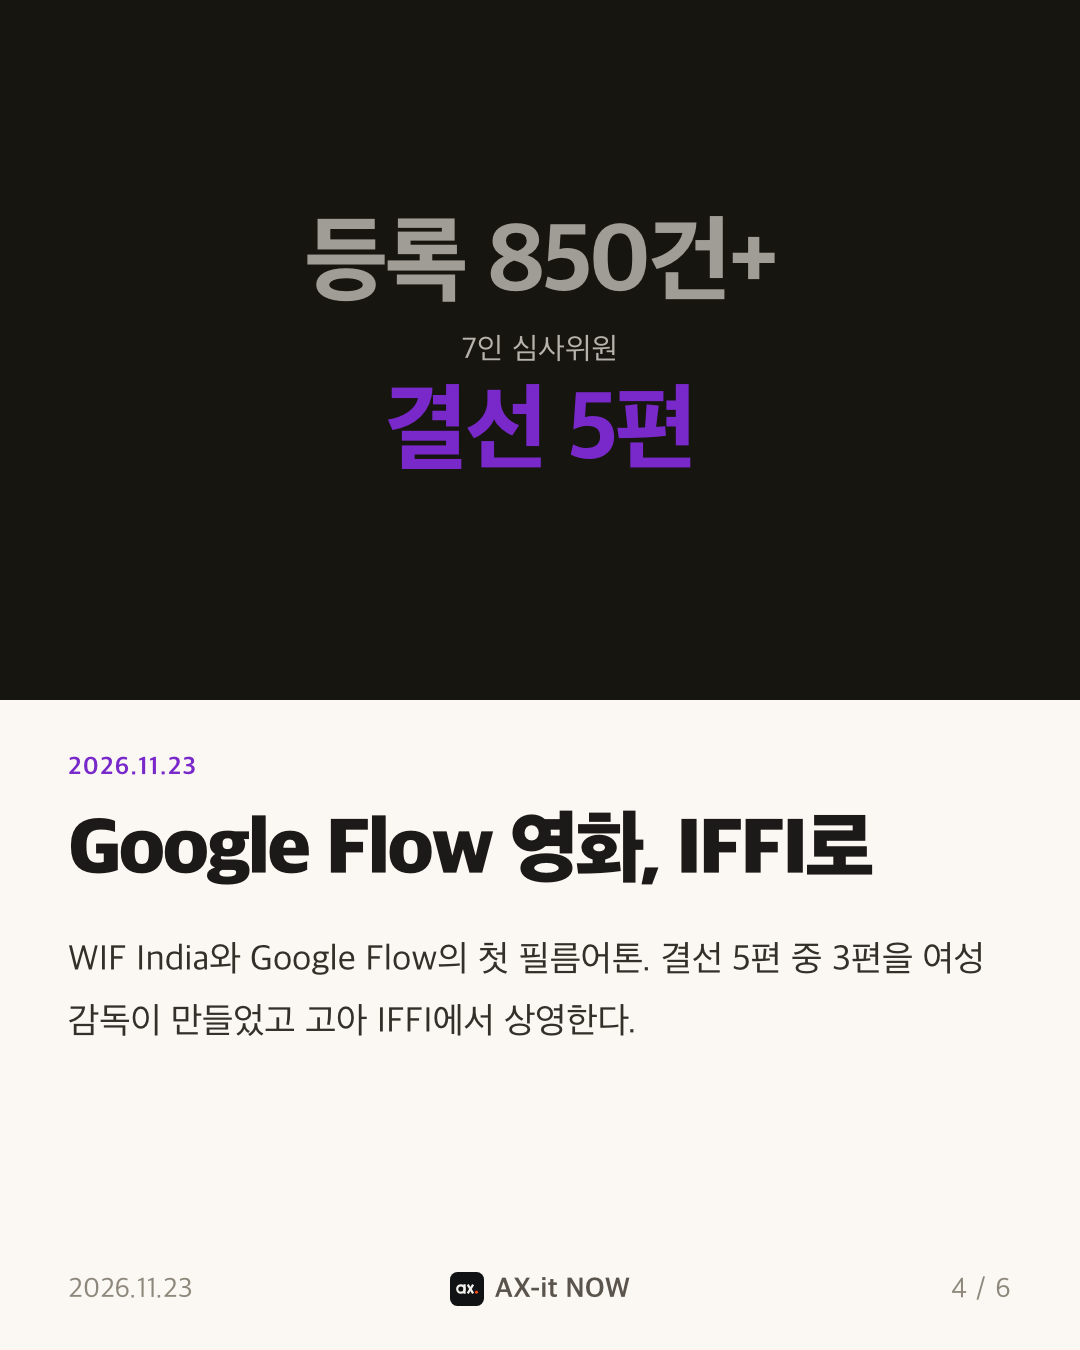 등록 850건+
7인 심사위원
결선 5편
2026.11.23
Google Flow 영화, IFFI로
WIF India와 Google Flow의 첫 필름어톤. 결선 5편 중 3편을 여성
감독이 만들었고 고아 IFFI에서 상영한다.
2026.11.23
ax. AX-it NOW
4 / 6